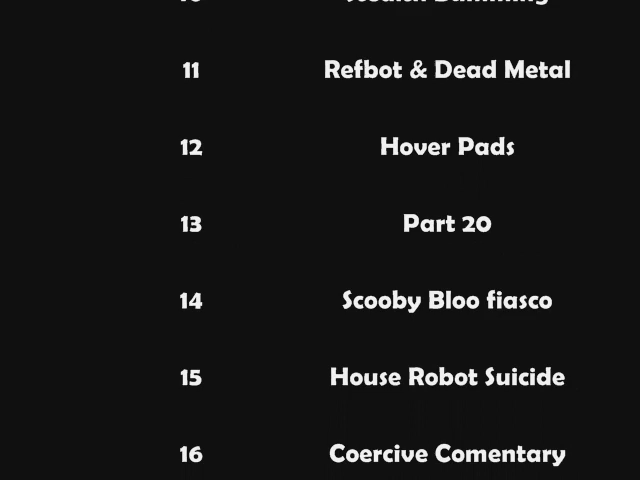 11 Refbot & Dead Metal
12 Hover Pads
13 Part 20
14 Scooby Bloo fiasco
15 House Robot Suicide
16 Coercive Comentary